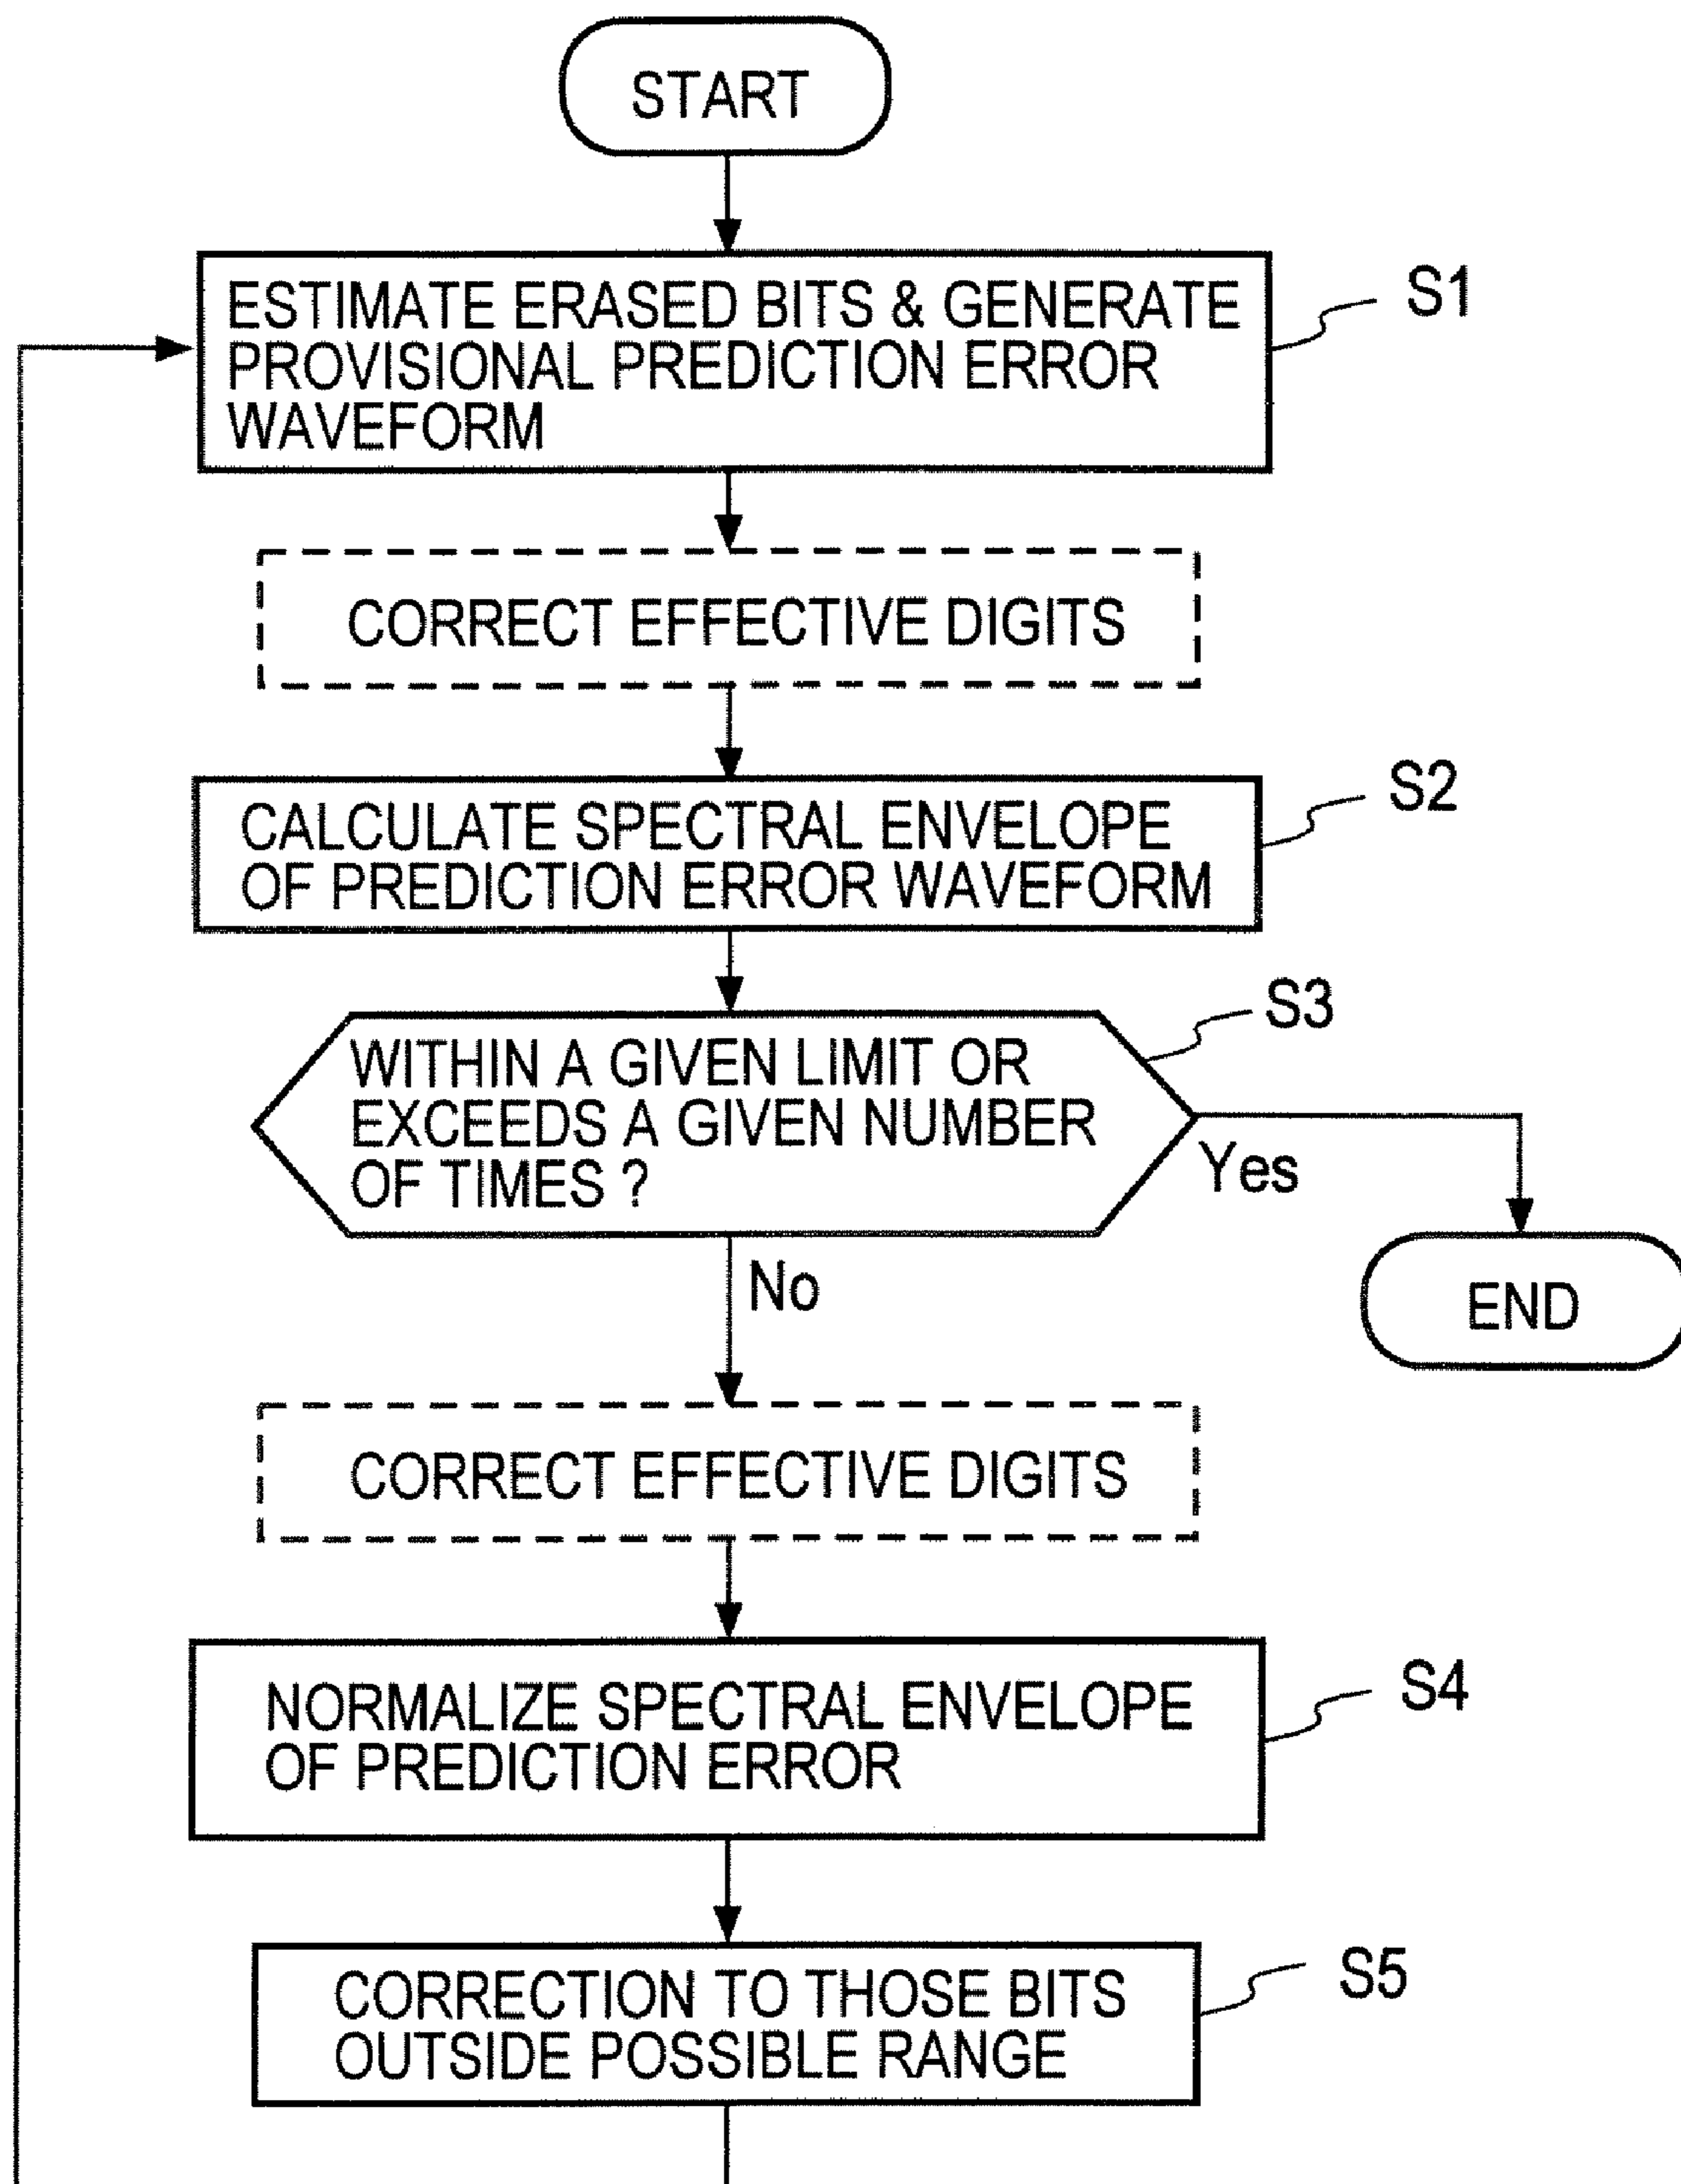 START
ESTIMATE ERASED BITS & GENERATE
PROVISIONAL PREDICTION ERROR
WAVEFORM
S1
CORRECT EFFECTIVE DIGITS
CALCULATE SPECTRAL ENVELOPE
OF PREDICTION ERROR WAVEFORM
S2
WITHIN A GIVEN LIMIT OR
EXCEEDS A GIVEN NUMBER
OF TIMES ?
S3
Yes
No
END
CORRECT EFFECTIVE DIGITS
NORMALIZE SPECTRAL ENVELOPE
OF PREDICTION ERROR
S4
CORRECTION TO THOSE BITS
OUTSIDE POSSIBLE RANGE
S5